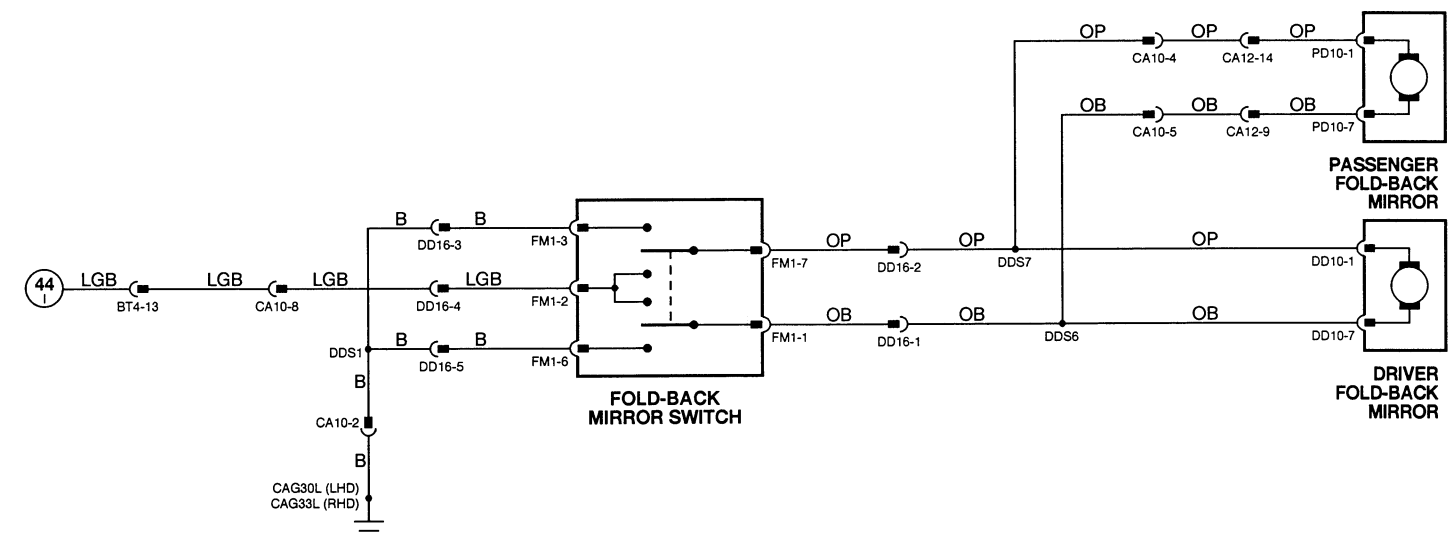 OP OP OP
CA10-4 CA12-14 PD10-1
OB OB OB
CA10-5 CA12-9 PD10-7
PASSENGER
FOLD-BACK
MIRROR
B B
DD16-3 FM1-3
OP OP OP
FM1-7 DD16-2 DDS7 DD10-1
44
I
LGB LGB LGB LGB
BT4-13 CA10-8 DD16-4 FM1-2
OB OB OB
FM1-1 DD16-1 DDS6 DD10-7
B B
DDS1 DD16-5 FM1-6
DRIVER
FOLD-BACK
MIRROR
FOLD-BACK
MIRROR SWITCH
B
CA10-2
B
CAG30L (LHD)
CAG33L (RHD)